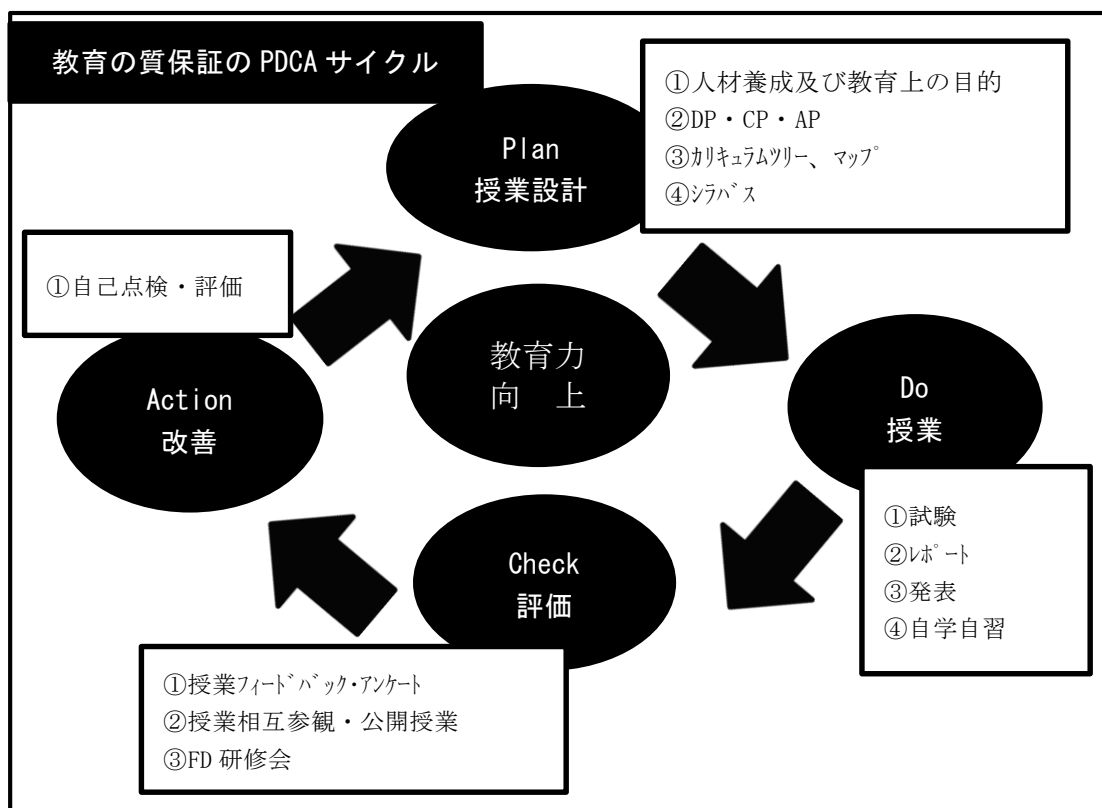 教育の質保証の PDCA サイクル
Plan
授業設計
①人材養成及び教育上の目的
②DP・CP・AP
③ｶﾘｷｭﾗﾑﾂﾘｰ、ﾏｯﾌﾟ
④ｼﾗﾊﾞｽ
①自己点検・評価
教育力
向　上
Action
改善
Do
授業
①試験
②ﾚﾎﾟｰﾄ
③発表
④自学自習
Check
評価
①授業ﾌｨｰﾄﾞﾊﾞｯｸ・ｱﾝｹｰﾄ
②授業相互参観・公開授業
③FD 研修会